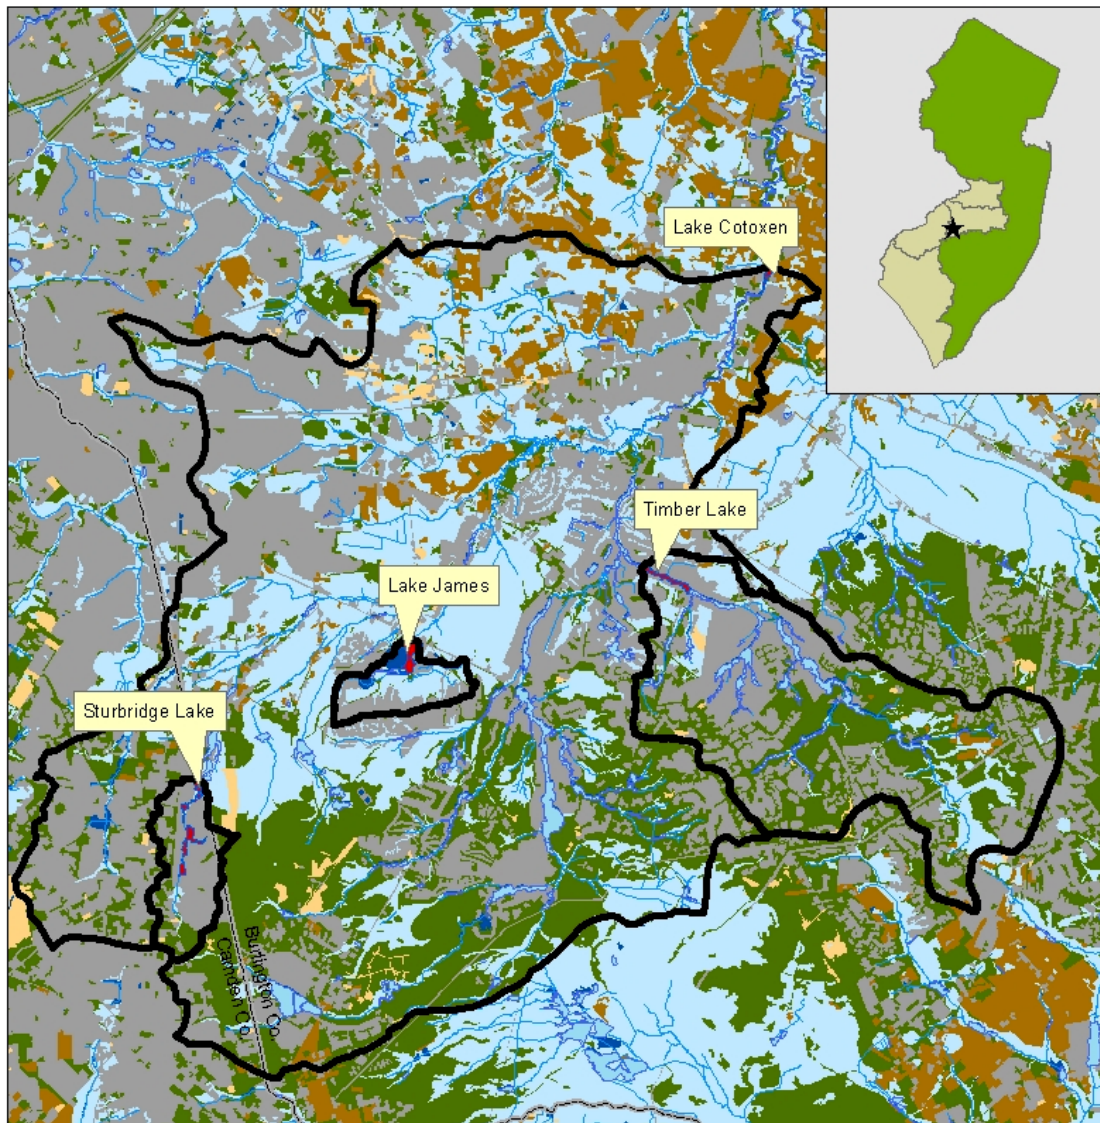 Lake Cotoxen
Timber Lake
Lake James
Sturbridge Lake
Burlington Co.
Camden Co.